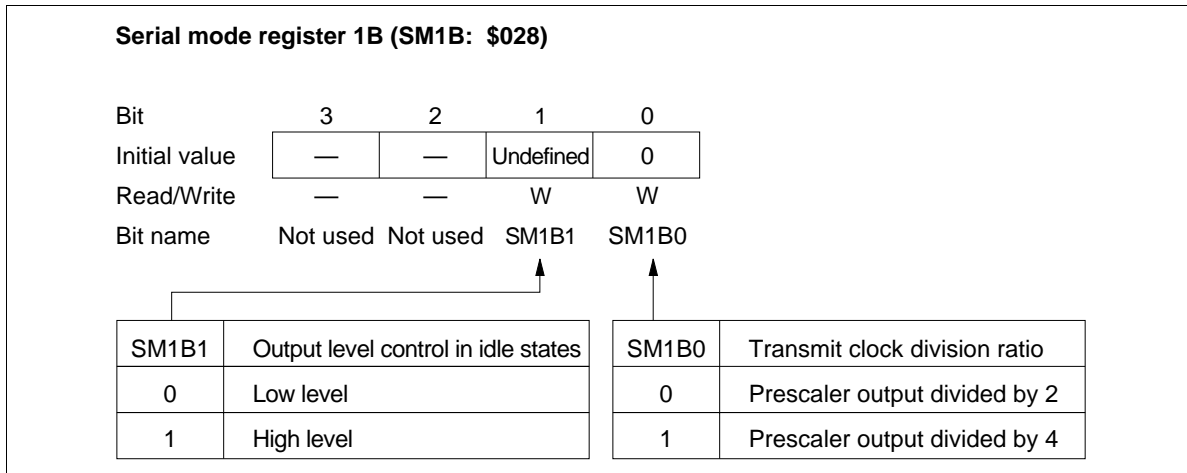 Serial mode register 1B (SM1B: $028)
Bit 3 2 1 0
Initial value — — Undefined 0
Read/Write — — W W
Bit name Not used Not used SM1B1 SM1B0
SM1B1 Output level control in idle states
0 Low level
1 High level
SM1B0 Transmit clock division ratio
0 Prescaler output divided by 2
1 Prescaler output divided by 4